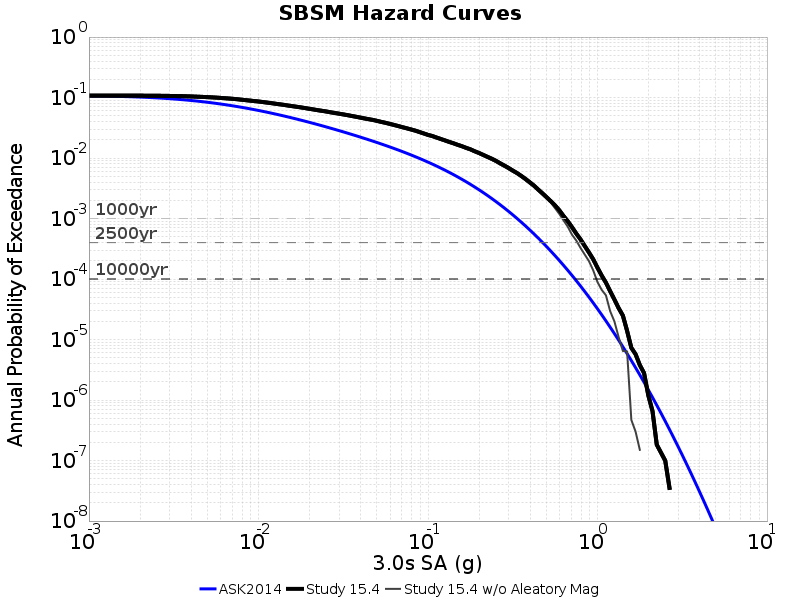 SBSM Hazard Curves
10^0
10^-1
10^-2
10^-3
10^-4
10^-5
10^-6
10^-7
10^-8
Annual Probability of Exceedance
1000yr
2500yr
10000yr
10^-3 10^-2 10^-1 10^0 10^1
3.0s SA (g)
ASK2014 Study 15.4 Study 15.4 w/o Aleatory Mag